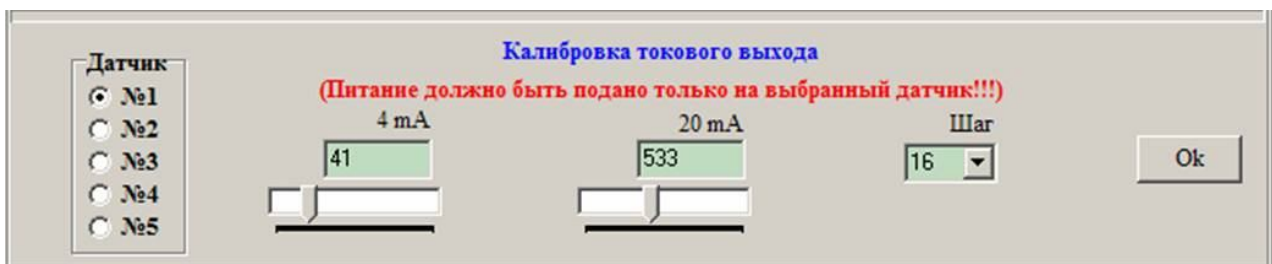 Калибровка токового выхода
(Питание должно быть подано только на выбранный датчик!!!)
Датчик
№1
№2
№3
№4
№5
4 mA
41
20 mA
533
Шаг
16
Ok